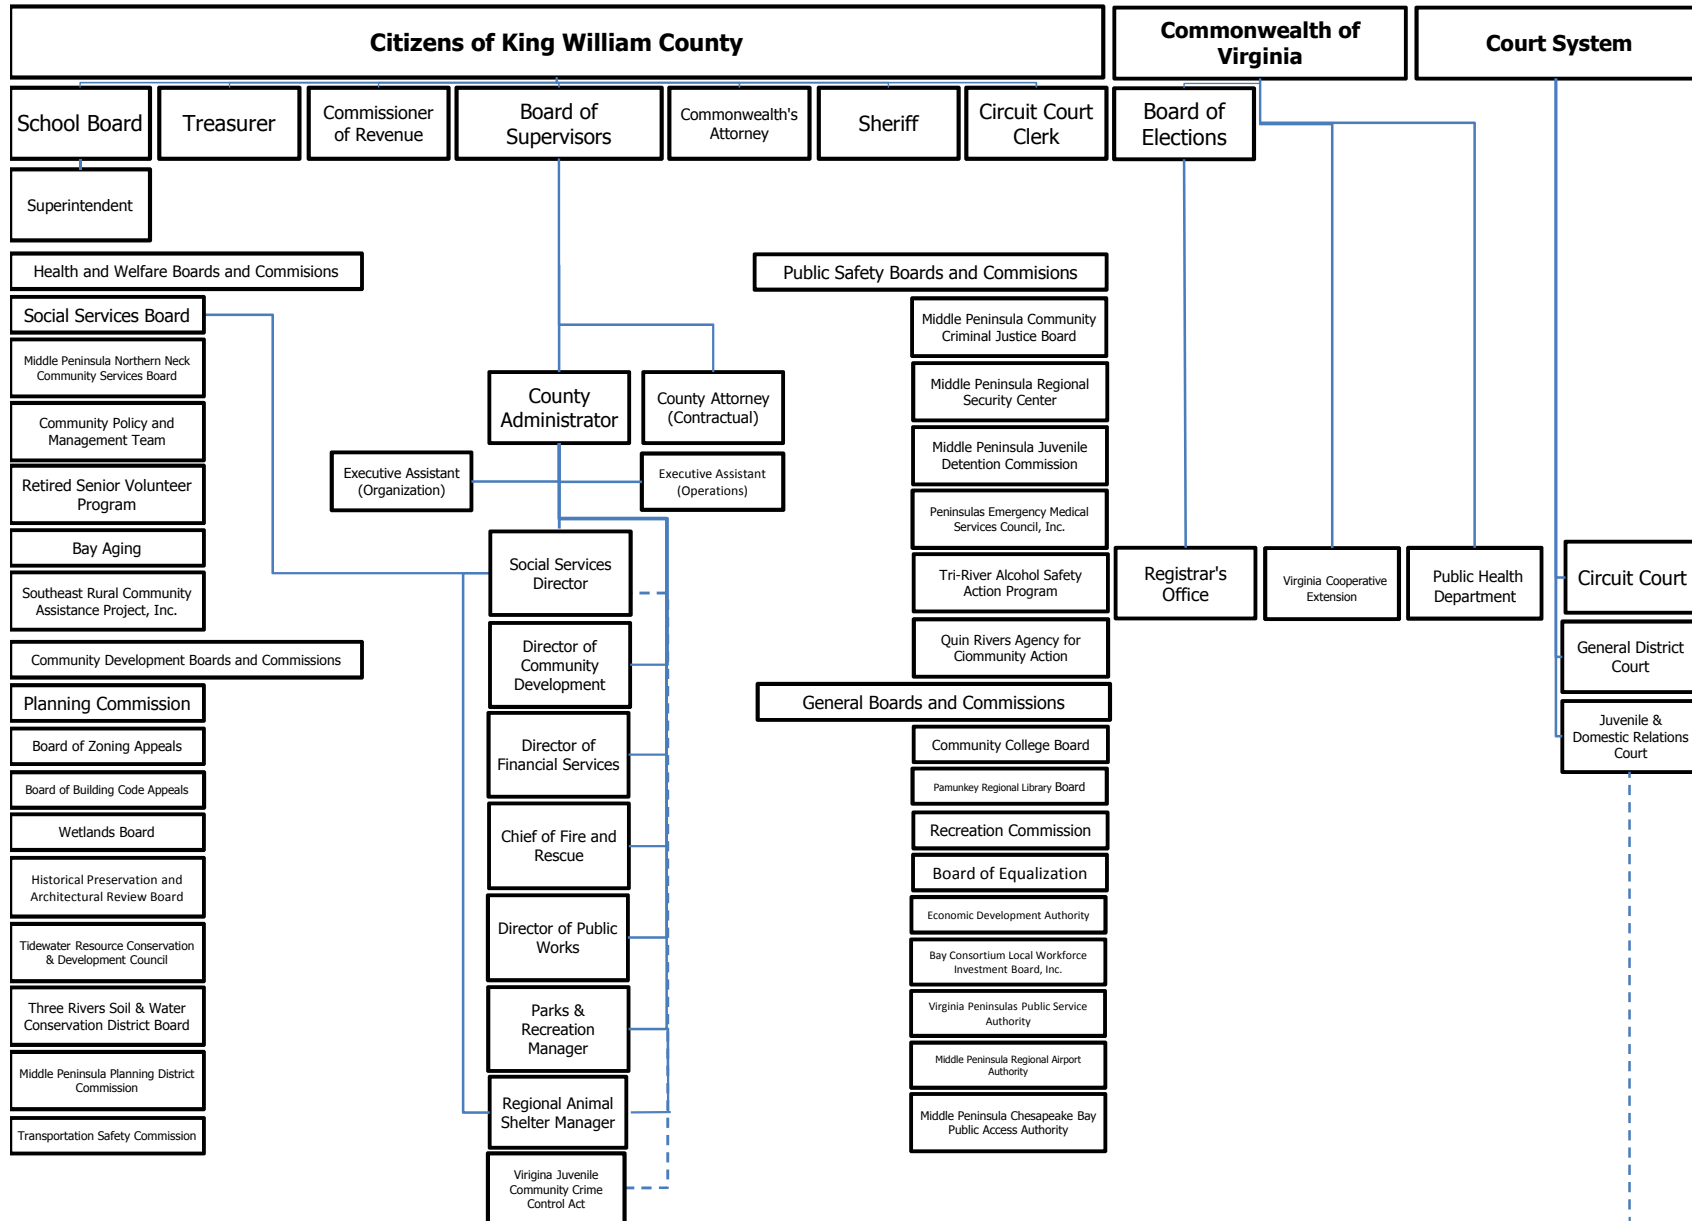 Citizens of King William County
Commonwealth of
Virginia
Court System
School Board
Treasurer
Commissioner
of Revenue
Board of
Supervisors
Commonwealth's
Attorney
Sheriff
Circuit Court
Clerk
Board of
Elections
Superintendent
Health and Welfare Boards and Commisions
Social Services Board
Middle Peninsula Northern Neck
Community Services Board
Community Policy and
Management Team
Retired Senior Volunteer
Program
Bay Aging
Southeast Rural Community
Assistance Project, Inc.
Community Development Boards and Commissions
Planning Commission
Board of Zoning Appeals
Board of Building Code Appeals
Wetlands Board
Historical Preservation and
Architectural Review Board
Tidewater Resource Conservation
& Development Council
Three Rivers Soil & Water
Conservation District Board
Middle Peninsula Planning District
Commission
Transportation Safety Commission
County
Administrator
County Attorney
(Contractual)
Executive Assistant
(Organization)
Executive Assistant
(Operations)
Social Services
Director
Director of
Community
Development
Director of
Financial Services
Chief of Fire and
Rescue
Director of Public
Works
Parks &
Recreation
Manager
Regional Animal
Shelter Manager
Virigina Juvenile
Community Crime
Control Act
Public Safety Boards and Commisions
Middle Peninsula Community
Criminal Justice Board
Middle Peninsula Regional
Security Center
Middle Peninsula Juvenile
Detention Commission
Peninsulas Emergency Medical
Services Council, Inc.
Tri-River Alcohol Safety
Action Program
Quin Rivers Agency for
Ciommunity Action
General Boards and Commissions
Community College Board
Pamunkey Regional Library Board
Recreation Commission
Board of Equalization
Economic Development Authority
Bay Consortium Local Workforce
Investment Board, Inc.
Virginia Peninsulas Public Service
Authority
Middle Peninsula Regional Airport
Authority
Middle Peninsula Chesapeake Bay
Public Access Authority
Registrar's
Office
Virginia Cooperative
Extension
Public Health
Department
Circuit Court
General District
Court
Juvenile &
Domestic Relations
Court